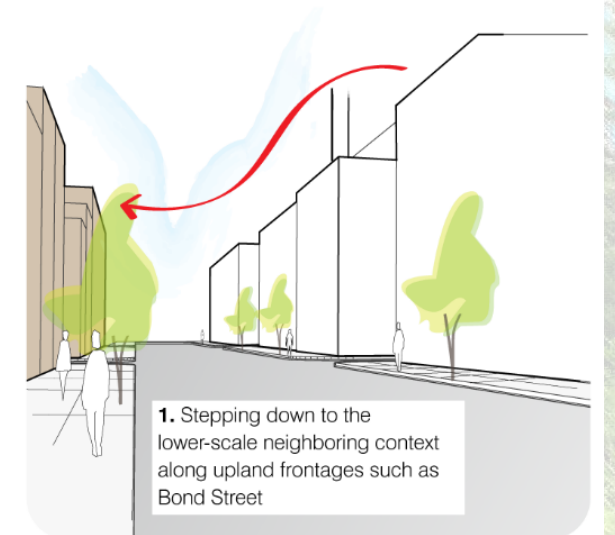 1. Stepping down to the
lower-scale neighboring context
along upland frontages such as
Bond Street